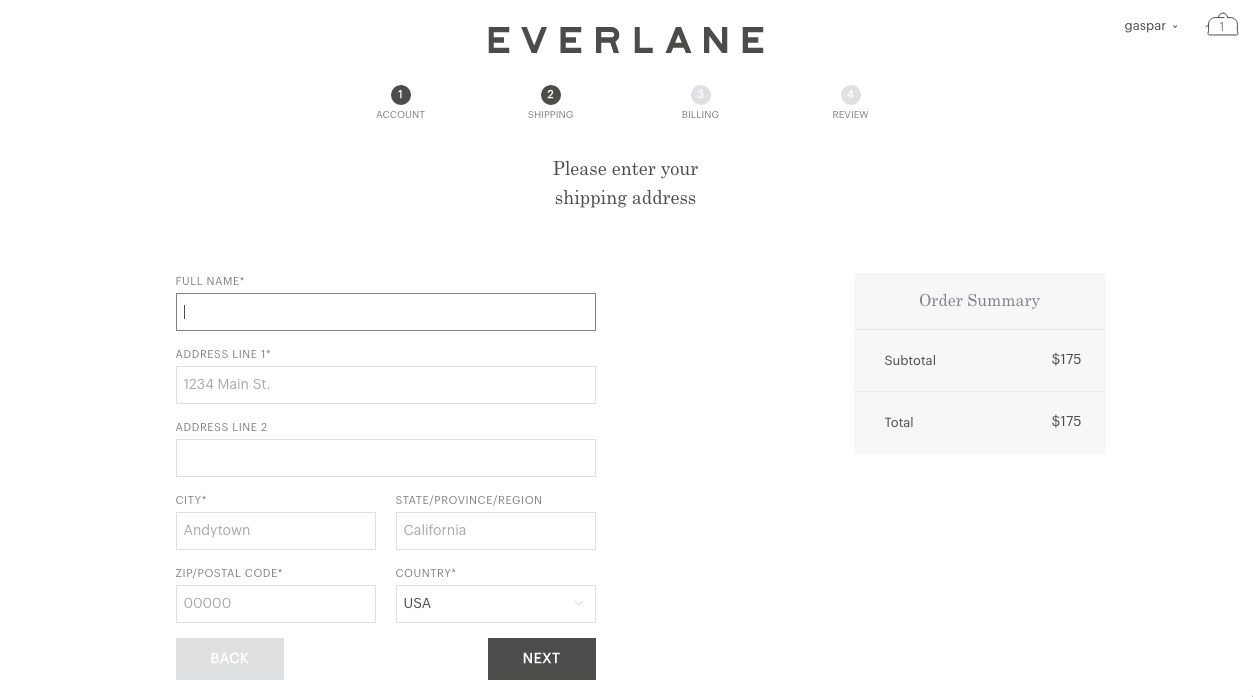 EVERLANE
gaspar
1
1
2
3
4
ACCOUNT
SHIPPING
BILLING
REVIEW
Please enter your
shipping address
FULL NAME*
ADDRESS LINE 1*
1234 Main St.
ADDRESS LINE 2
CITY*
STATE/PROVINCE/REGION
Andytown
California
ZIP/POSTAL CODE*
COUNTRY*
00000
USA
BACK
NEXT
Order Summary
Subtotal $175
Total $175